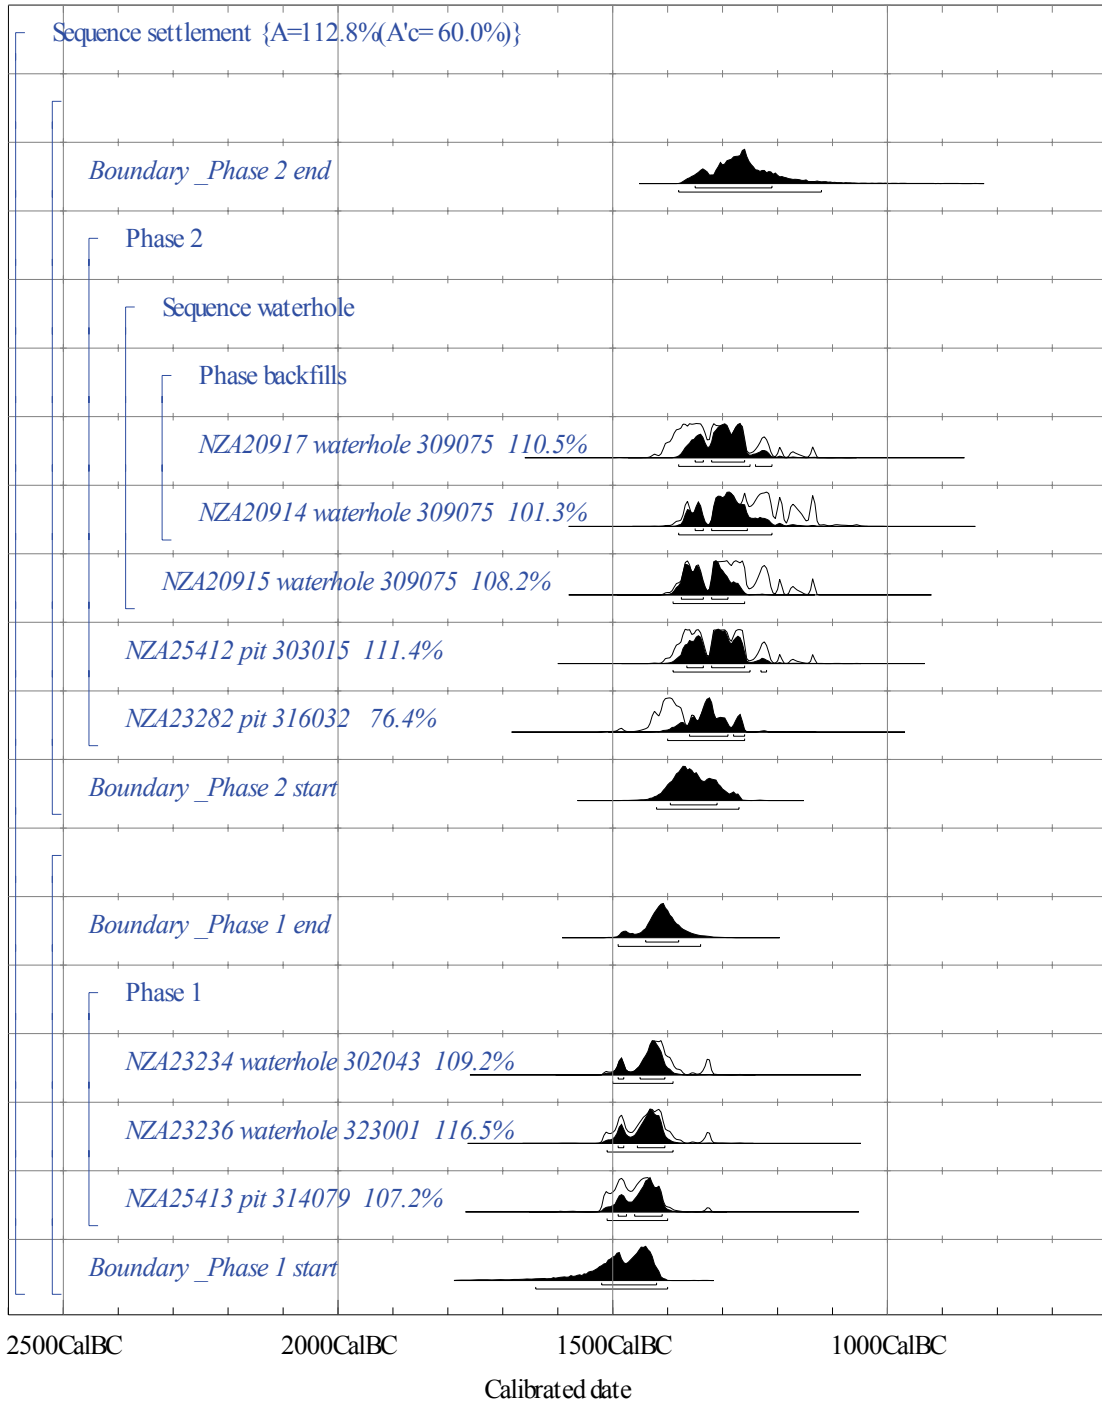 Sequence settlement {A=112.8%(A'c= 60.0%)}
Boundary _Phase 2 end
Phase 2
Sequence waterhole
Phase backfills
NZA20917 waterhole 309075 110.5%
NZA20914 waterhole 309075 101.3%
NZA20915 waterhole 309075 108.2%
NZA25412 pit 303015 111.4%
NZA23282 pit 316032 76.4%
Boundary _Phase 2 start
Boundary _Phase 1 end
Phase 1
NZA23234 waterhole 302043 109.2%
NZA23236 waterhole 323001 116.5%
NZA25413 pit 314079 107.2%
Boundary _Phase 1 start
2500CalBC 2000CalBC 1500CalBC 1000CalBC
Calibrated date